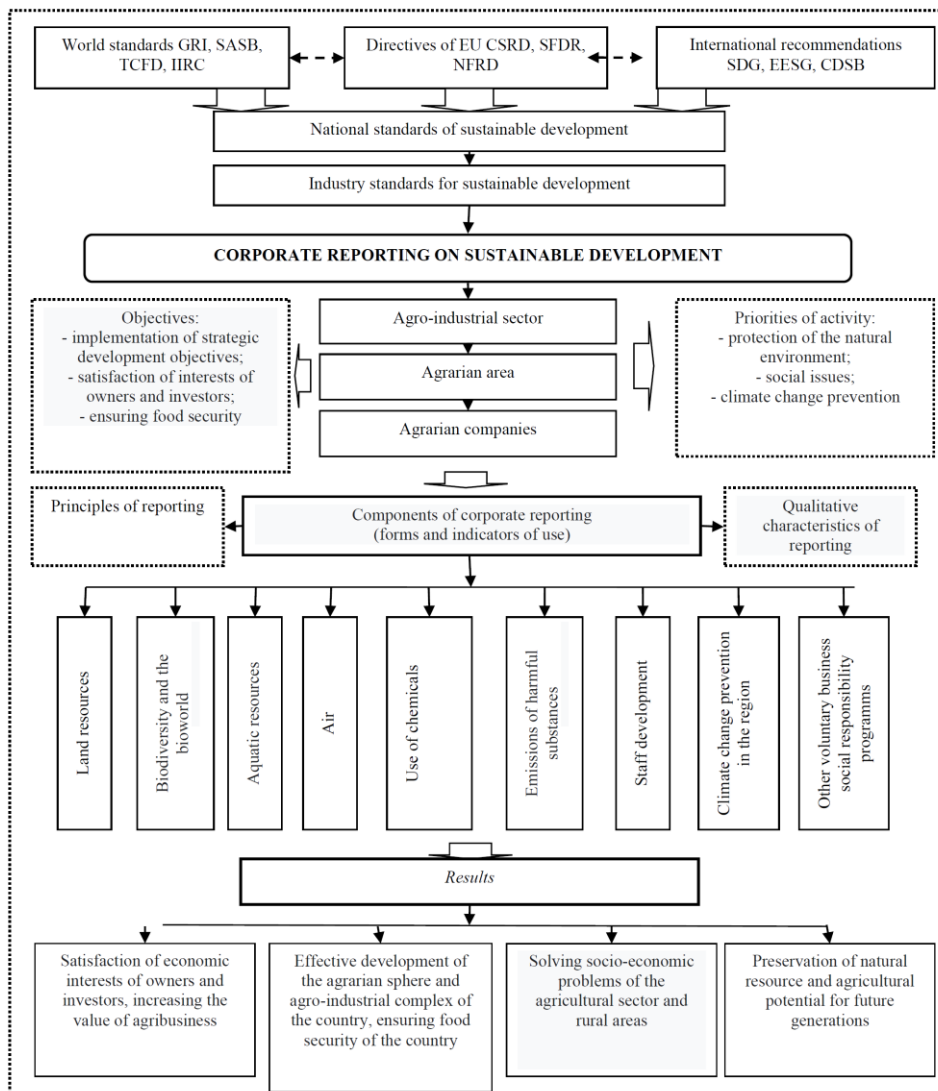 World standards GRI, SASB,
TCFD, IIRC
Directives of EU CSRD, SFDR,
NFRD
International recommendations
SDG, EESG, CDSB
National standards of sustainable development
Industry standards for sustainable development
CORPORATE REPORTING ON SUSTAINABLE DEVELOPMENT
Objectives:
- implementation of strategic
development objectives;
- satisfaction of interests of
owners and investors;
- ensuring food security
Agro-industrial sector
Agrarian area
Agrarian companies
Priorities of activity:
- protection of the natural
environment;
- social issues;
- climate change prevention
Principles of reporting
Components of corporate reporting
(forms and indicators of use)
Qualitative
characteristics of
reporting
Land resources
Biodiversity and the
bioworld
Aquatic resources
Air
Use of chemicals
Emissions of harmful
substances
Staff development
Climate change prevention
in the region
Other voluntary business
social responsibility
programms
Results
Satisfaction of economic
interests of owners and
investors, increasing the
value of agribusiness
Effective development of
the agrarian sphere and
agro-industrial complex of
the country, ensuring food
security of the country
Solving socio-economic
problems of the
agricultural sector and
rural areas
Preservation of natural
resource and agricultural
potential for future
generations